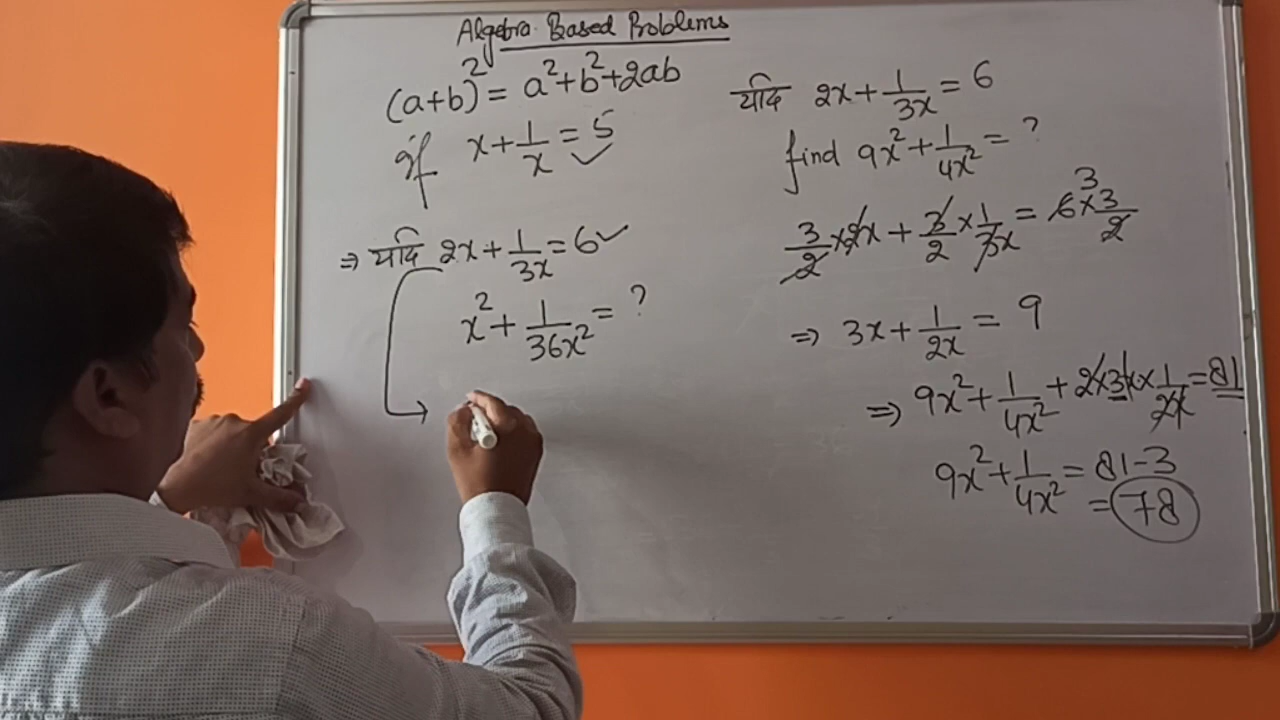 Algebra Based Problems
(a+b)² = a²+b²+2ab
if x + 1/x = 5 ✓
⇒ यदि 2x + 1/3x = 6 ✓
x² + 1/36x² = ?
यदि 2x + 1/3x = 6
find 9x² + 1/4x² = ?
3/2 × 2x + 3/2 × 1/3x = 6 × 3/2 3
⇒ 3x + 1/2x = 9
⇒ 9x² + 1/4x² + 2×3x × 1/2x = 81
9x² + 1/4x² = 81-3
= 78